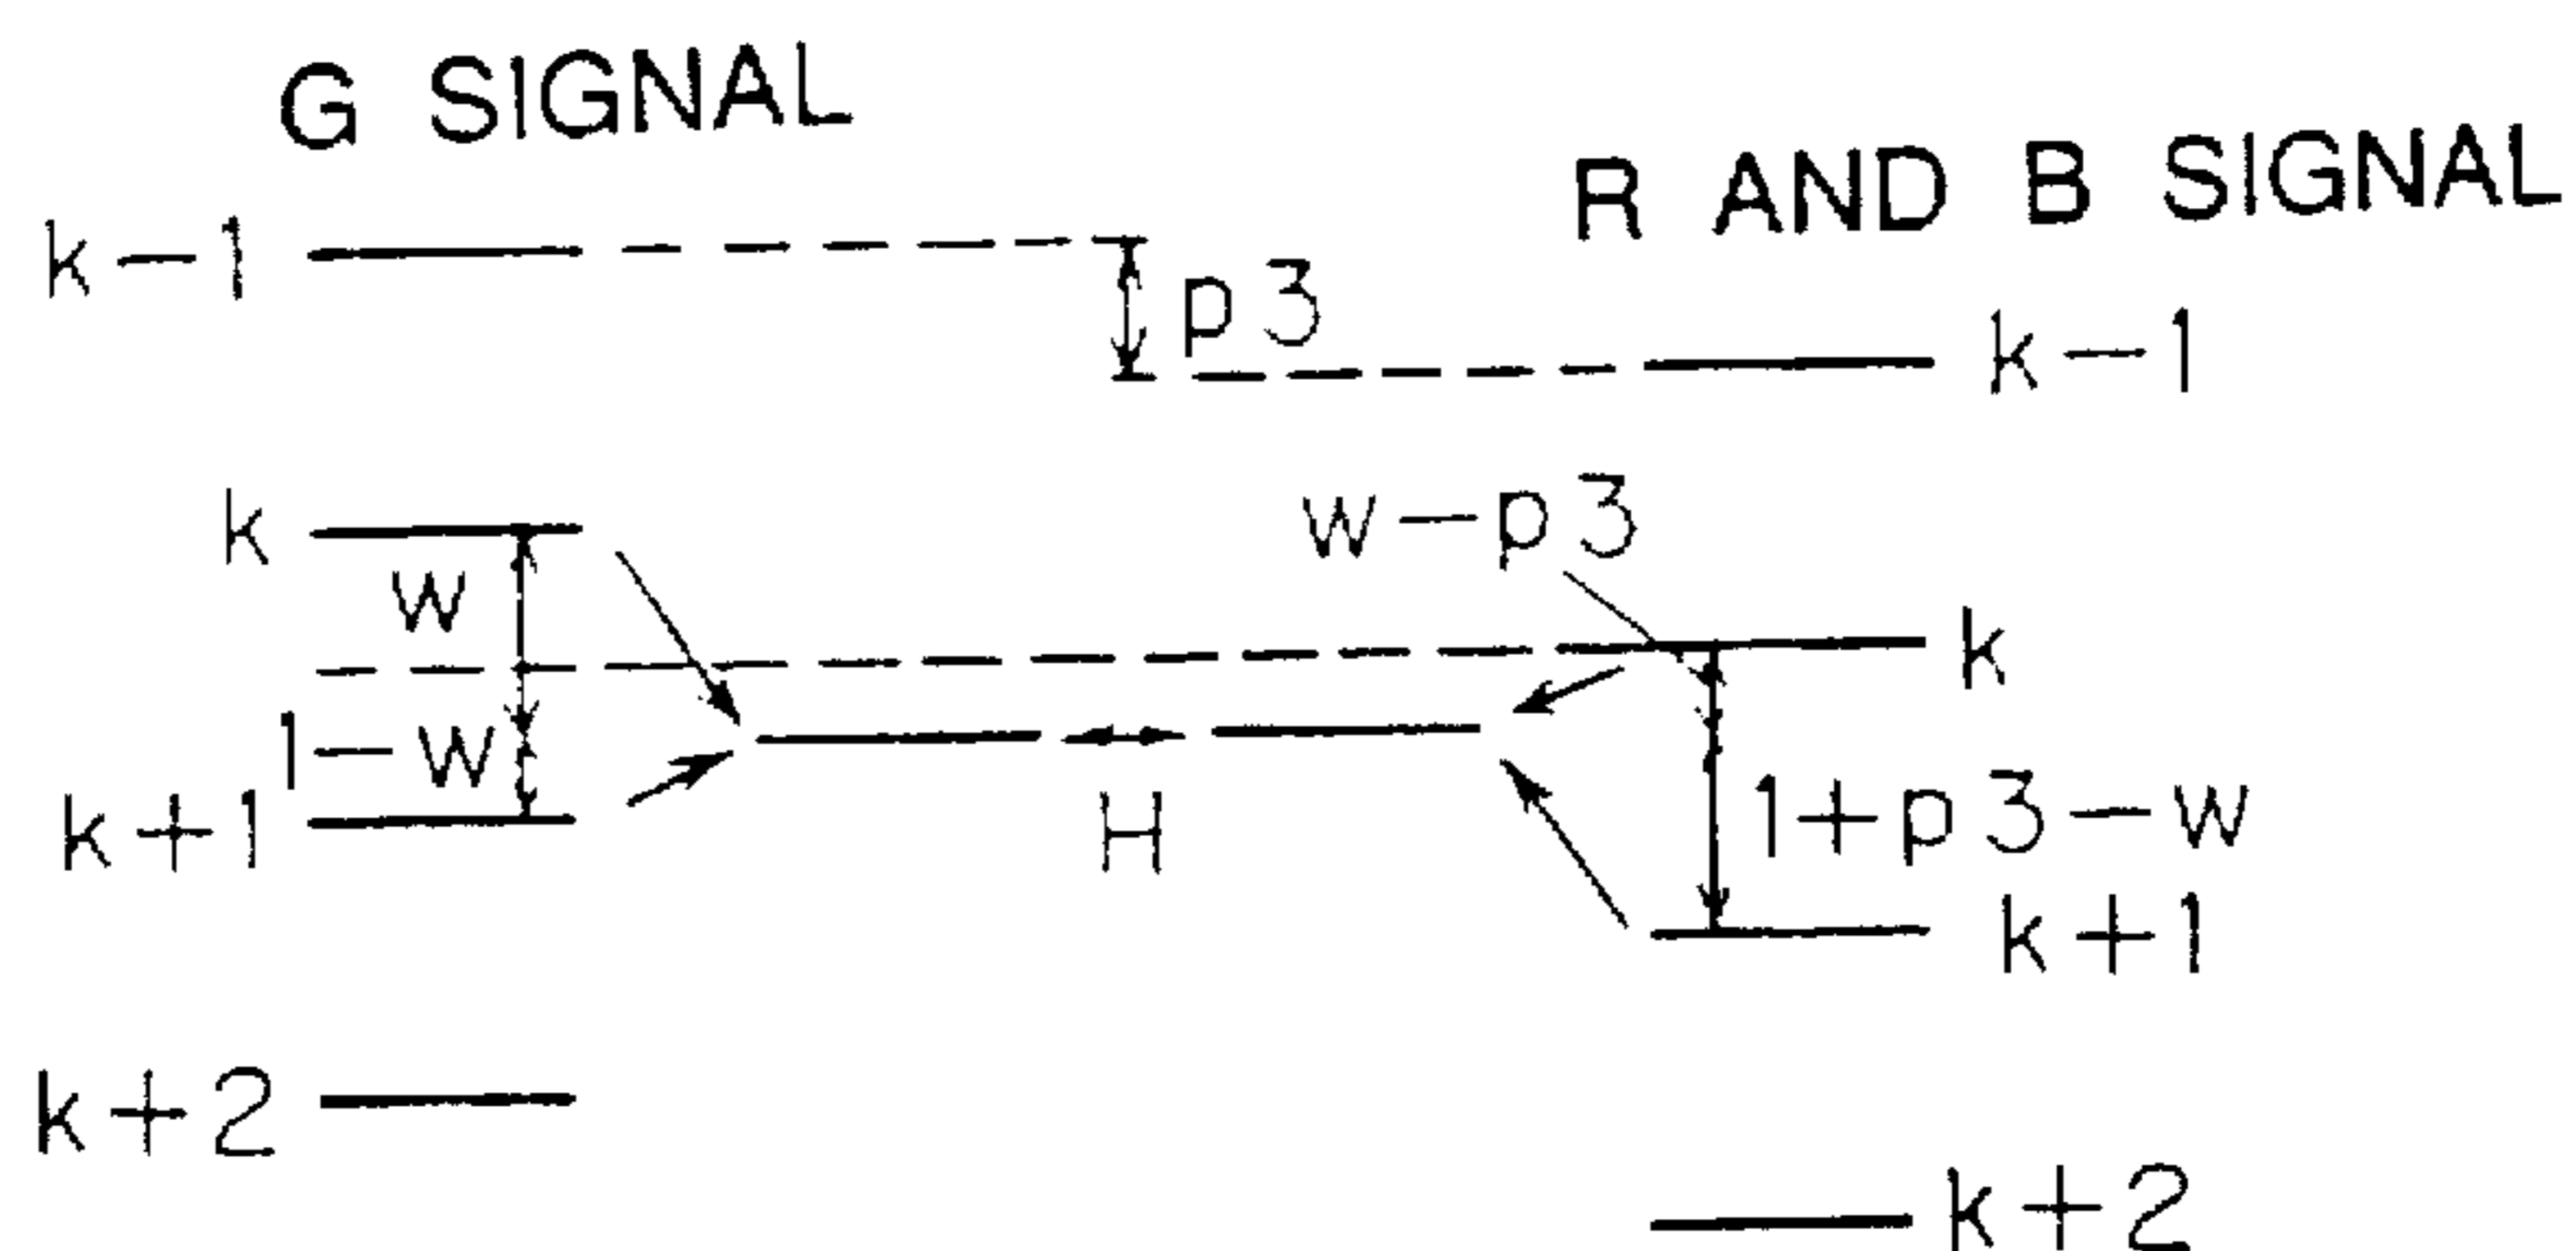 G SIGNAL
R AND B SIGNAL
k-1
p3
k-1
k
w-p3
w
k
1-w
k+1
H
1+p3-w
k+1
k+2
k+2